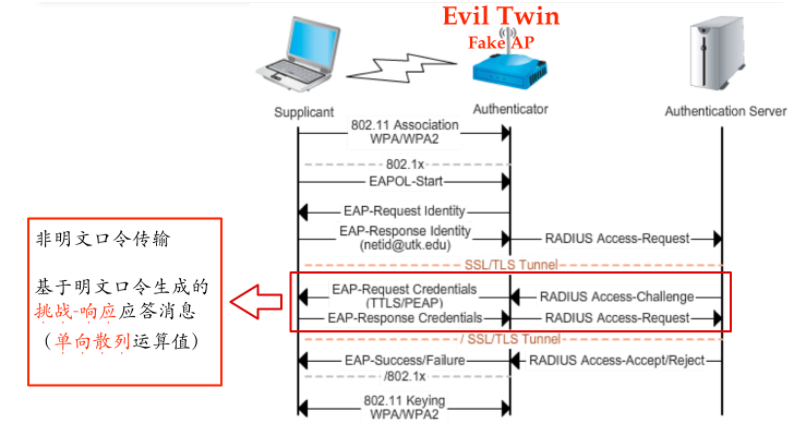 Evil Twin
Fake AP
Supplicant
Authenticator
Authentication Server
802.11 Association
WPA/WPA2
802.1x
EAPOL-Start
EAP-Request Identity
EAP-Response Identity
(netid@utk.edu)
RADIUS Access-Request
SSL/TLS Tunnel
EAP-Request Credentials
(TTLS/PEAP)
RADIUS Access-Challenge
EAP-Response Credentials
RADIUS Access-Request
/ SSL/TLS Tunnel
EAP-Success/Failure
RADIUS Access-Accept/Reject
/802.1x
802.11 Keying
WPA/WPA2
非明文口令传输
基于明文口令生成的
挑战-响应应答消息
（单向散列运算值）